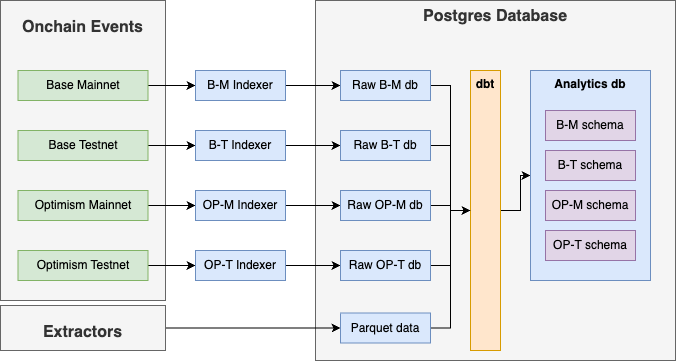 Onchain Events
Postgres Database
Base Mainnet
B-M Indexer
Raw B-M db
dbt
Analytics db
B-M schema
Base Testnet
B-T Indexer
Raw B-T db
B-T schema
Optimism Mainnet
OP-M Indexer
Raw OP-M db
OP-M schema
Optimism Testnet
OP-T Indexer
Raw OP-T db
OP-T schema
Extractors
Parquet data